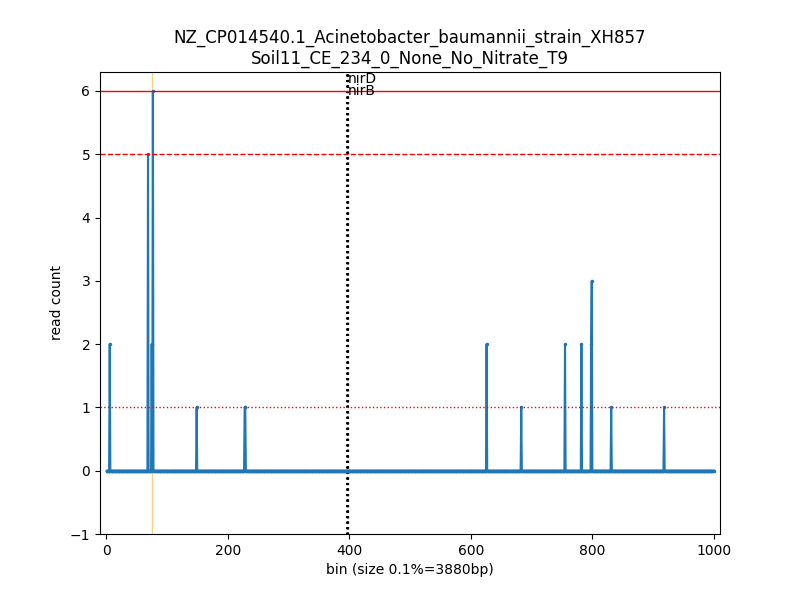 NZ_CP014540.1_Acinetobacter_baumannii_strain_XH857
Soil11_CE_234_0_None_No_Nitrate_T9
nirD
nirB
6
5
4
3
2
1
0
−1
read count
0 200 400 600 800 1000
bin (size 0.1%=3880bp)